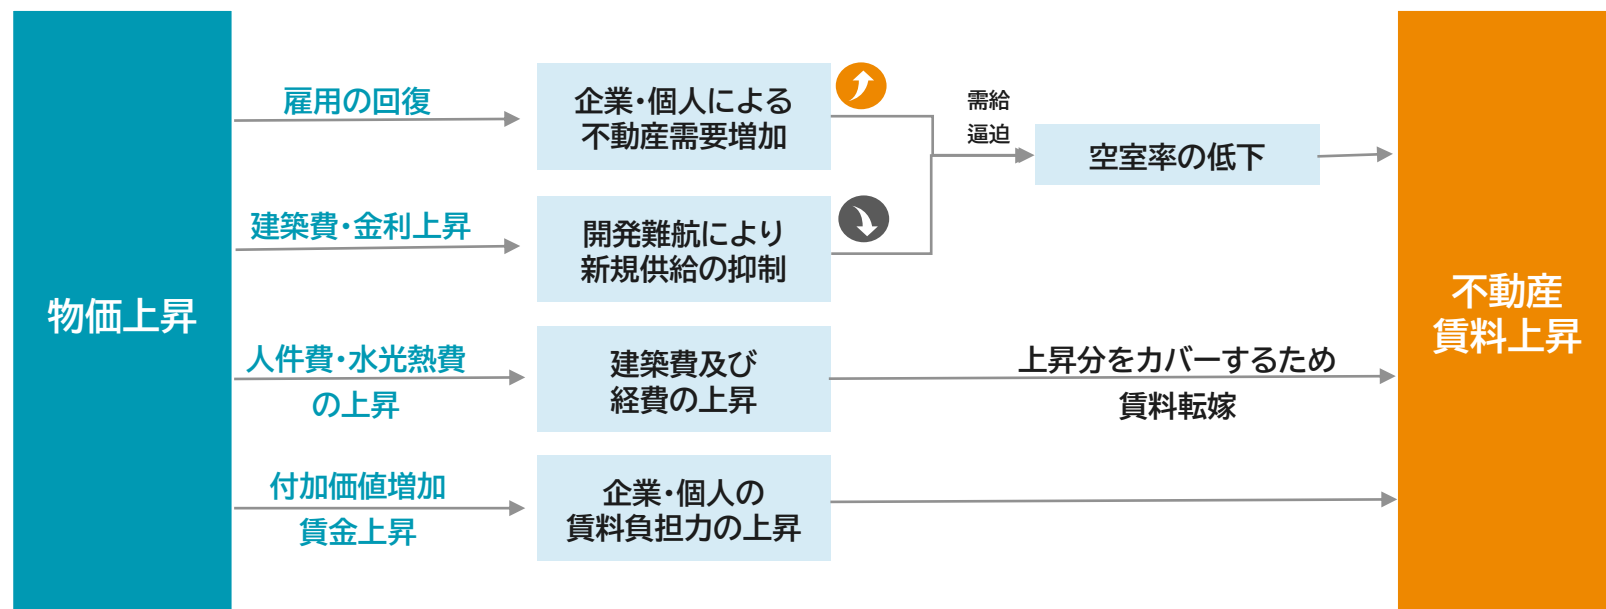 物価上昇
雇用の回復
企業・個人による
不動産需要増加
需給
逼迫
空室率の低下
建築費・金利上昇
開発難航により
新規供給の抑制
人件費・水光熱費
の上昇
建築費及び
経費の上昇
上昇分をカバーするため
賃料転嫁
付加価値増加
賃金上昇
企業・個人の
賃料負担力の上昇
不動産
賃料上昇